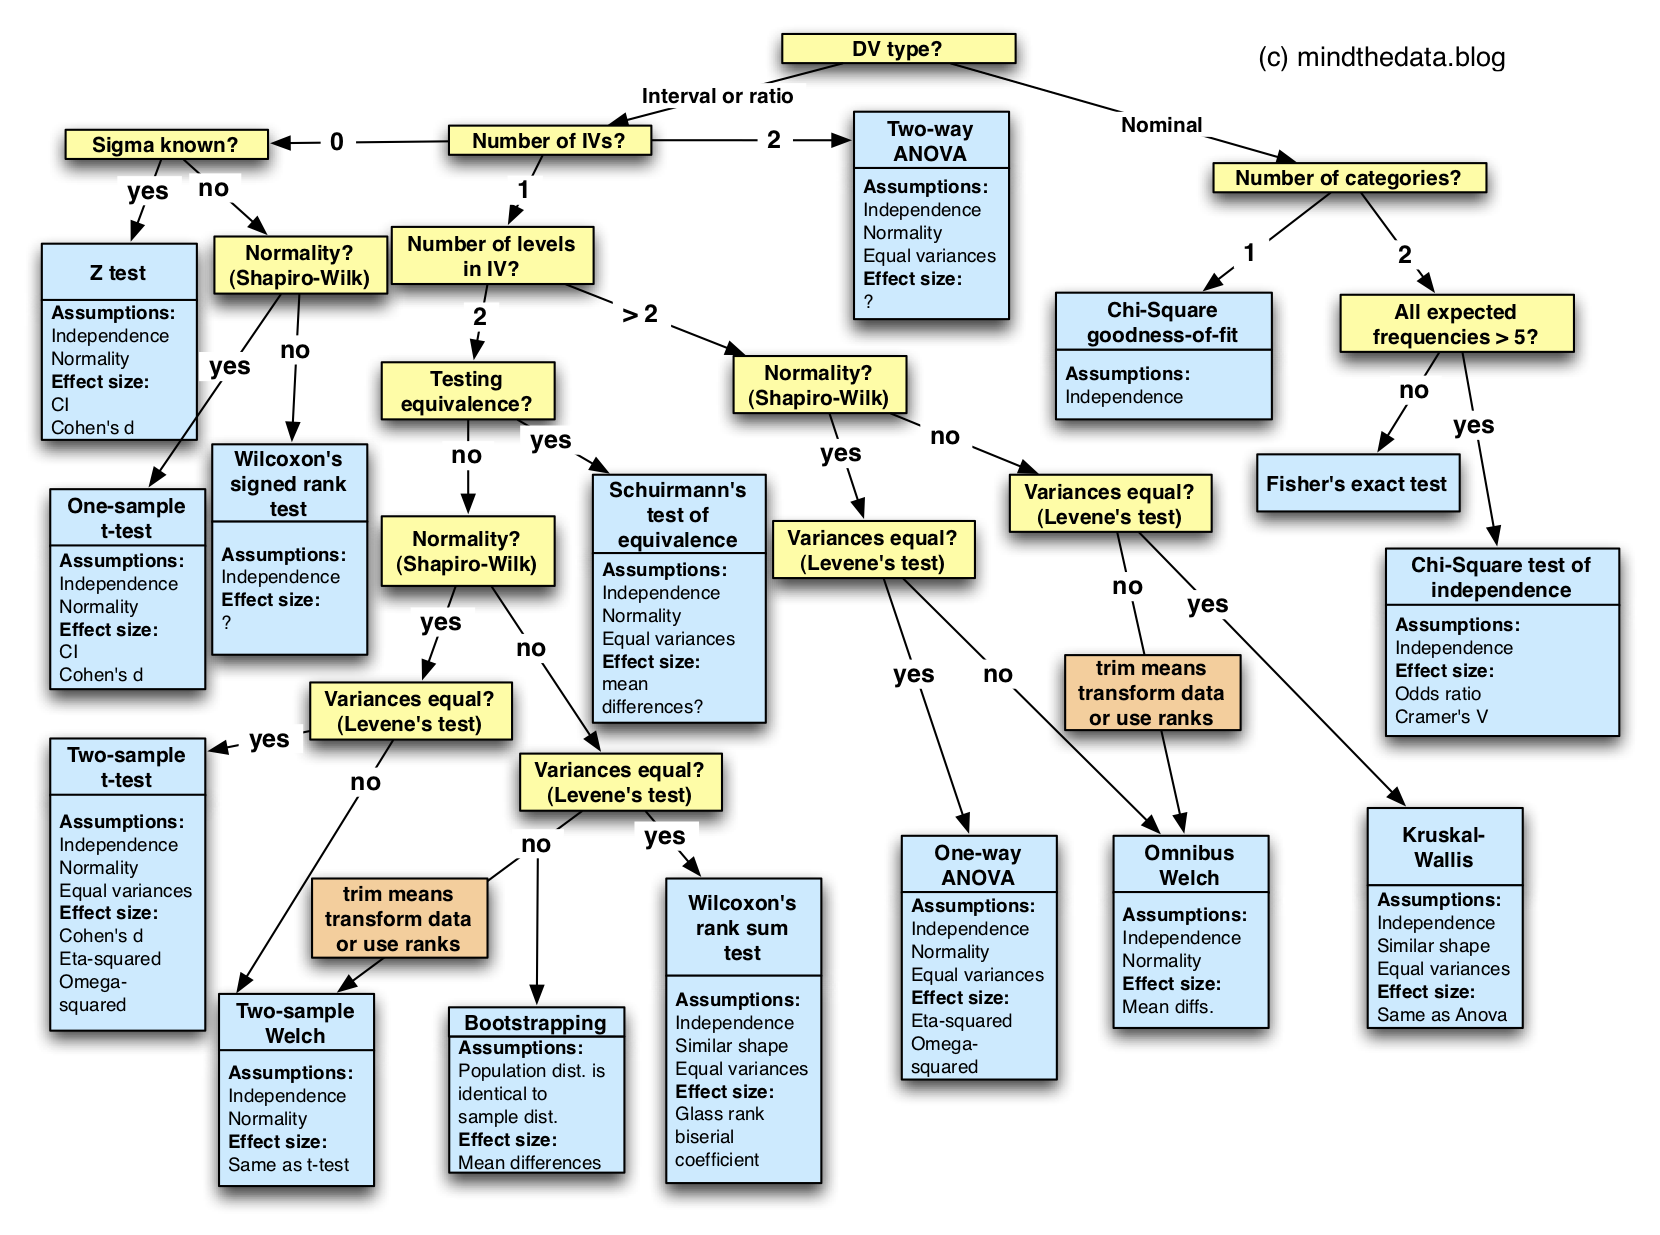 DV type?
(c) mindthedata.blog
Interval or ratio
Nominal
Sigma known?
0
Number of IVs?
2
Two-way
ANOVA
Assumptions:
Independence
Normality
Equal variances
Effect size:
?
Number of categories?
yes
no
1
1
2
Z test
Assumptions:
Independence
Normality
Effect size:
CI
Cohen's d
Normality?
(Shapiro-Wilk)
Number of levels
in IV?
yes
no
2
> 2
Chi-Square
goodness-of-fit
Assumptions:
Independence
All expected
frequencies > 5?
no
yes
Testing
equivalence?
no
yes
Normality?
(Shapiro-Wilk)
yes
no
One-sample
t-test
Assumptions:
Independence
Normality
Effect size:
CI
Cohen's d
Wilcoxon's
signed rank
test
Assumptions:
Independence
Effect size:
?
Normality?
(Shapiro-Wilk)
yes
no
Schuirmann's
test of
equivalence
Assumptions:
Independence
Normality
Equal variances
Effect size:
mean
differences?
Variances equal?
(Levene's test)
yes
no
Variances equal?
(Levene's test)
no
yes
Fisher's exact test
Chi-Square test of
independence
Assumptions:
Independence
Effect size:
Odds ratio
Cramer's V
trim means
transform data
or use ranks
Variances equal?
(Levene's test)
yes
no
Two-sample
t-test
Assumptions:
Independence
Normality
Equal variances
Effect size:
Cohen's d
Eta-squared
Omega-
squared
Variances equal?
(Levene's test)
no
yes
trim means
transform data
or use ranks
Two-sample
Welch
Assumptions:
Independence
Normality
Effect size:
Same as t-test
Bootstrapping
Assumptions:
Population dist. is
identical to
sample dist.
Effect size:
Mean differences
Wilcoxon's
rank sum
test
Assumptions:
Independence
Similar shape
Equal variances
Effect size:
Glass rank
biserial
coefficient
One-way
ANOVA
Assumptions:
Independence
Normality
Equal variances
Effect size:
Eta-squared
Omega-
squared
Omnibus
Welch
Assumptions:
Independence
Normality
Effect size:
Mean diffs.
Kruskal-
Wallis
Assumptions:
Independence
Similar shape
Equal variances
Effect size:
Same as Anova